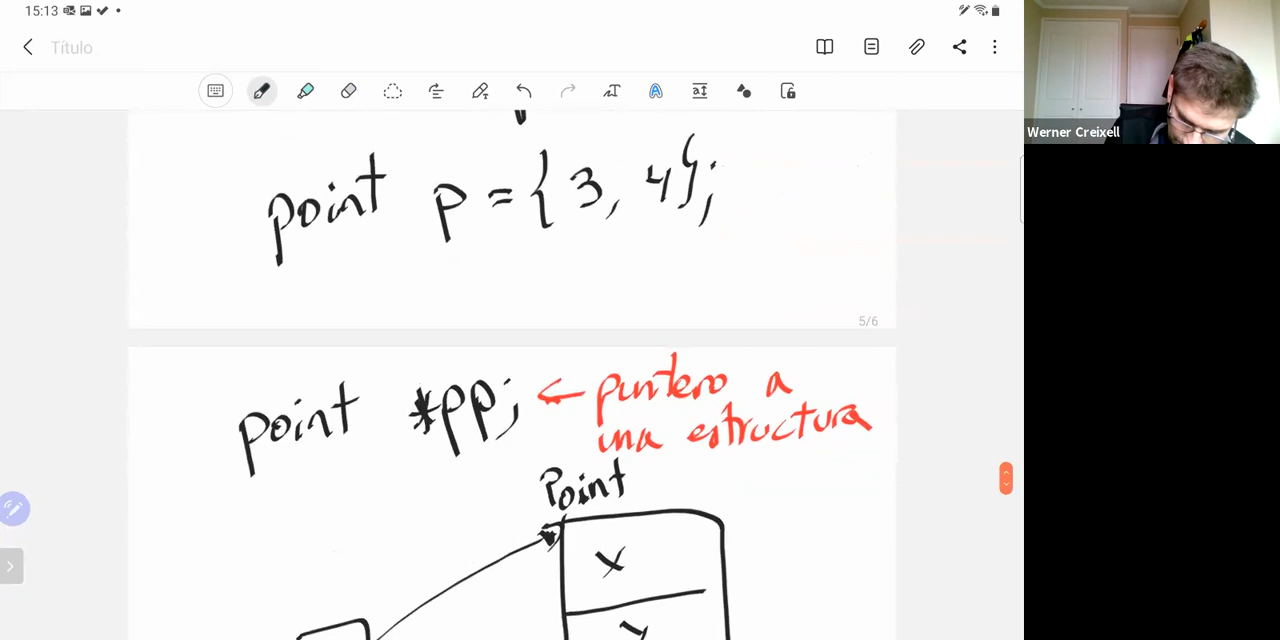 15:13
Título
Werner Creixell
point p = { 3, 4};
5/6
point *pp; ← puntero a
una estructura
Point
x
y